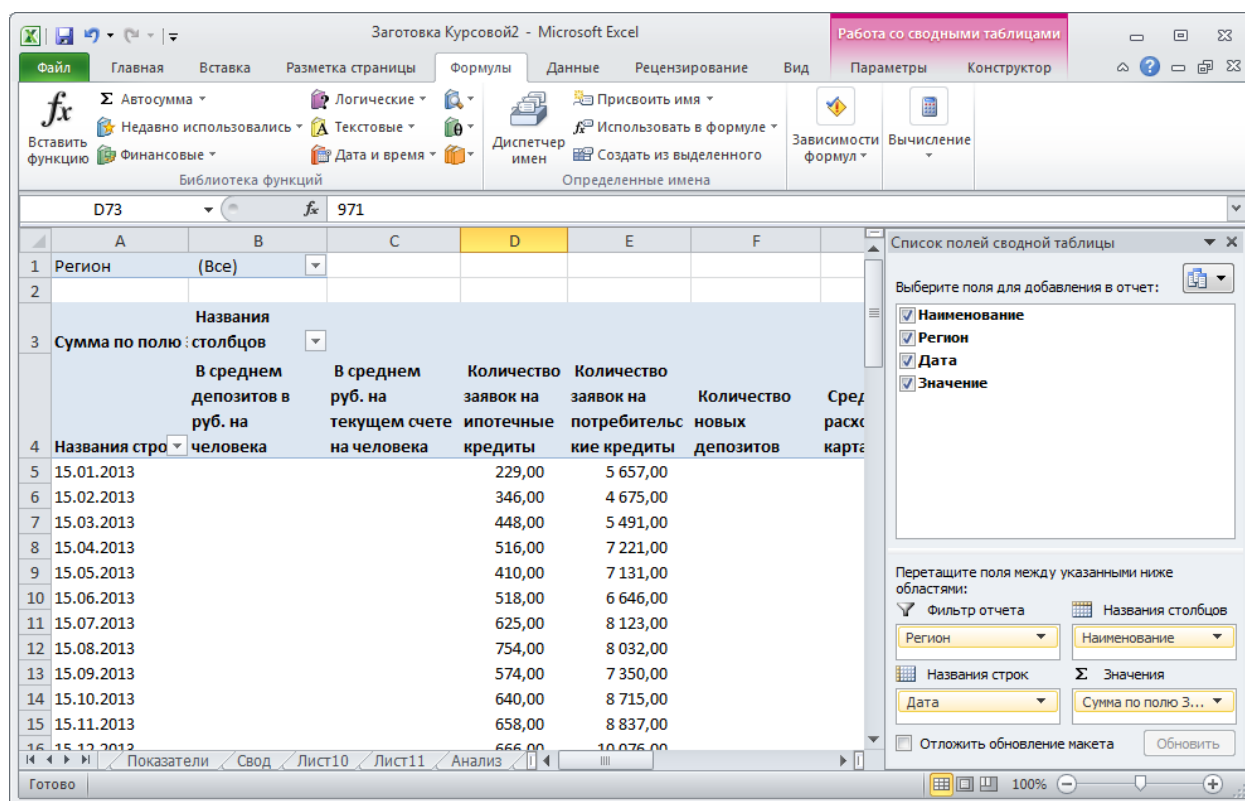 Заготовка Курсовой2 - Microsoft Excel
Работа со сводными таблицами
Файл Главная Вставка Разметка страницы Формулы Данные Рецензирование Вид Параметры Конструктор
fx
Вставить функцию
Σ Автосумма
Недавно использовались
Финансовые
Логические
Текстовые
Дата и время
Библиотека функций
Диспетчер имен
Присвоить имя
Использовать в формуле
Создать из выделенного
Определенные имена
Зависимости формул
Вычисление
D73 fx 971
A B C D E F
1 Регион (Все)
2
3 Сумма по полю Названия столбцов
4 Названия стро В среднем депозитов в руб. на человека В среднем руб. на текущем счете на человека Количество заявок на ипотечные кредиты Количество заявок на потребительские кредиты Количество новых депозитов
5 15.01.2013 229,00 5 657,00
6 15.02.2013 346,00 4 675,00
7 15.03.2013 448,00 5 491,00
8 15.04.2013 516,00 7 221,00
9 15.05.2013 410,00 7 131,00
10 15.06.2013 518,00 6 646,00
11 15.07.2013 625,00 8 123,00
12 15.08.2013 754,00 8 032,00
13 15.09.2013 574,00 7 350,00
14 15.10.2013 640,00 8 715,00
15 15.11.2013 658,00 8 837,00
16 15.12.2013 666,00 10 076,00
Показатели Свод Лист10 Лист11 Анализ
Готово
100%
Список полей сводной таблицы
Выберите поля для добавления в отчет:
Наименование
Регион
Дата
Значение
Перетащите поля между указанными ниже
областями:
Фильтр отчета Названия столбцов
Регион Наименование
Названия строк Σ Значения
Дата Сумма по полю З...
Отложить обновление макета Обновить